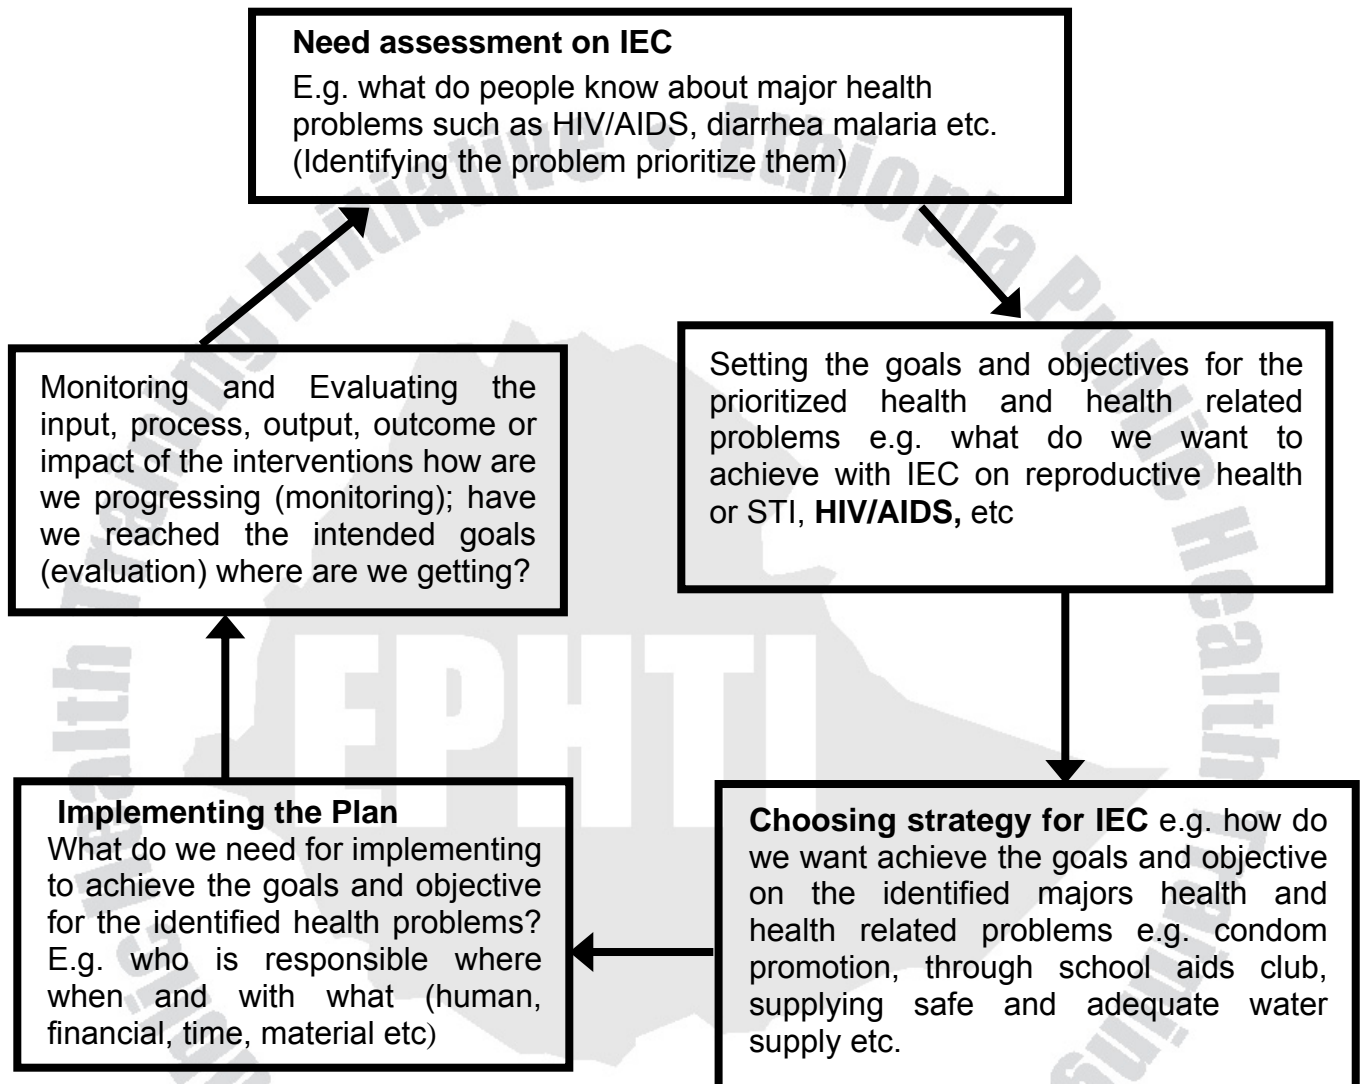 Need assessment on IEC
E.g. what do people know about major health
problems such as HIV/AIDS, diarrhea malaria etc.
(Identifying the problem prioritize them)
Setting the goals and objectives for the
prioritized health and health related
problems e.g. what do we want to
achieve with IEC on reproductive health
or STI, HIV/AIDS, etc
Choosing strategy for IEC e.g. how do
we want achieve the goals and objective
on the identified majors health and
health related problems e.g. condom
promotion, through school aids club,
supplying safe and adequate water
supply etc.
Implementing the Plan
What do we need for implementing
to achieve the goals and objective
for the identified health problems?
E.g. who is responsible where
when and with what (human,
financial, time, material etc)
Monitoring and Evaluating the
input, process, output, outcome or
impact of the interventions how are
we progressing (monitoring); have
we reached the intended goals
(evaluation) where are we getting?
EPHTI
Training Initiative • Ethiopia Public Health Training